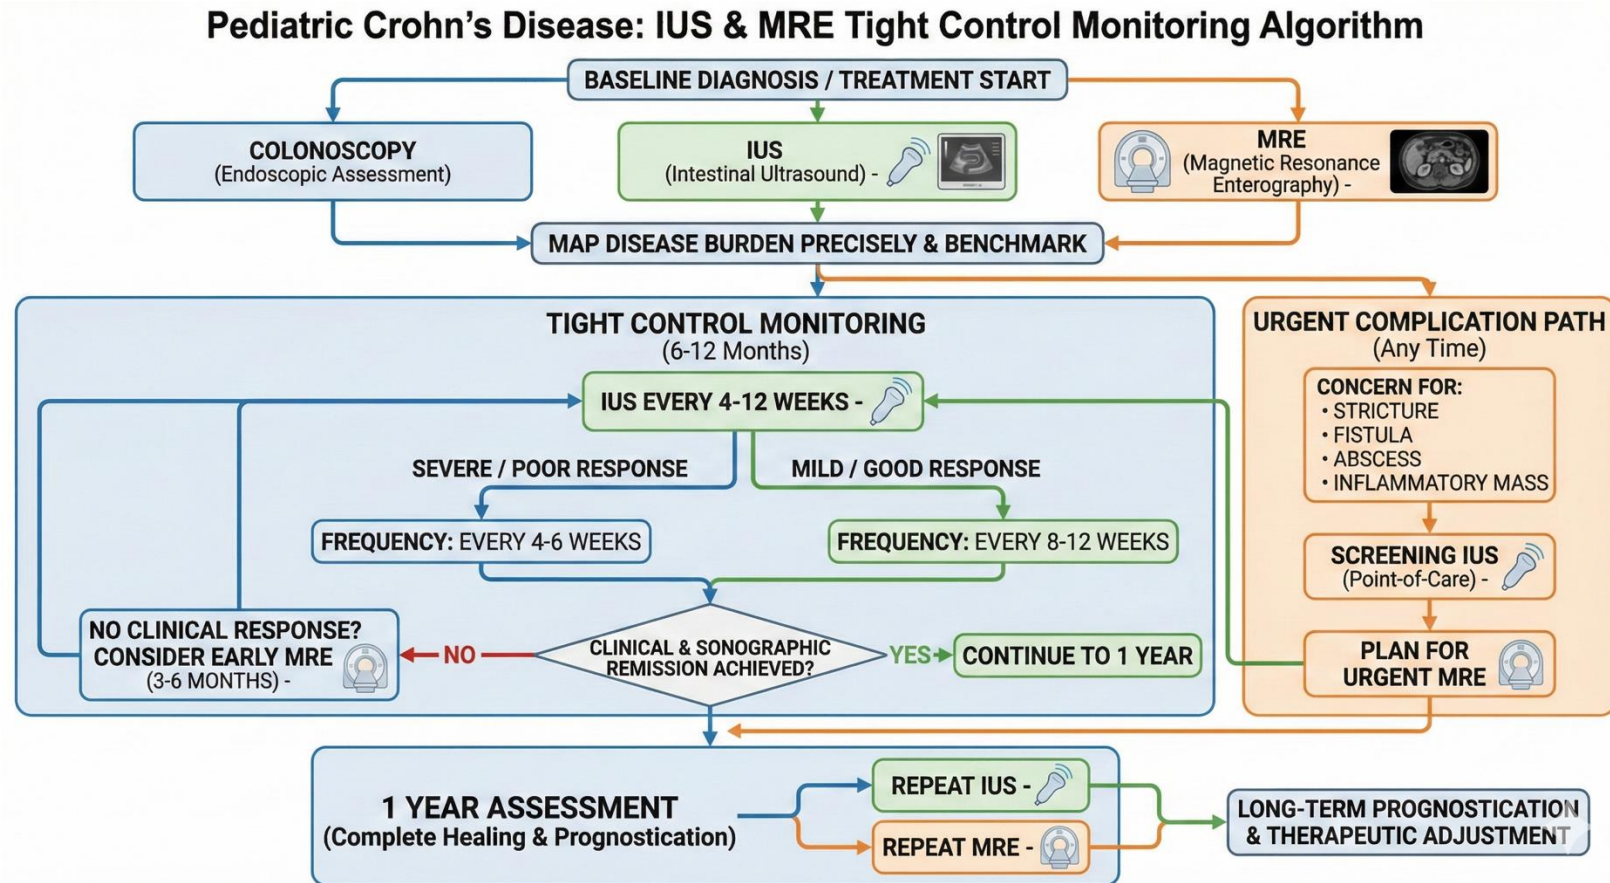 Pediatric Crohn's Disease: IUS & MRE Tight Control Monitoring Algorithm
BASELINE DIAGNOSIS / TREATMENT START
COLONOSCOPY
(Endoscopic Assessment)
IUS
(Intestinal Ultrasound) -
MRE
(Magnetic Resonance
Enterography) -
MAP DISEASE BURDEN PRECISELY & BENCHMARK
TIGHT CONTROL MONITORING
(6-12 Months)
IUS EVERY 4-12 WEEKS -
SEVERE / POOR RESPONSE
MILD / GOOD RESPONSE
FREQUENCY: EVERY 4-6 WEEKS
FREQUENCY: EVERY 8-12 WEEKS
CLINICAL & SONOGRAPHIC
REMISSION ACHIEVED?
NO
NO CLINICAL RESPONSE?
CONSIDER EARLY MRE
(3-6 MONTHS) -
YES
CONTINUE TO 1 YEAR
URGENT COMPLICATION PATH
(Any Time)
CONCERN FOR:
• STRICTURE
• FISTULA
• ABSCESS
• INFLAMMATORY MASS
SCREENING IUS
(Point-of-Care) -
PLAN FOR
URGENT MRE
1 YEAR ASSESSMENT
(Complete Healing & Prognostication)
REPEAT IUS -
REPEAT MRE -
LONG-TERM PROGNOSTICATION
& THERAPEUTIC ADJUSTMENT